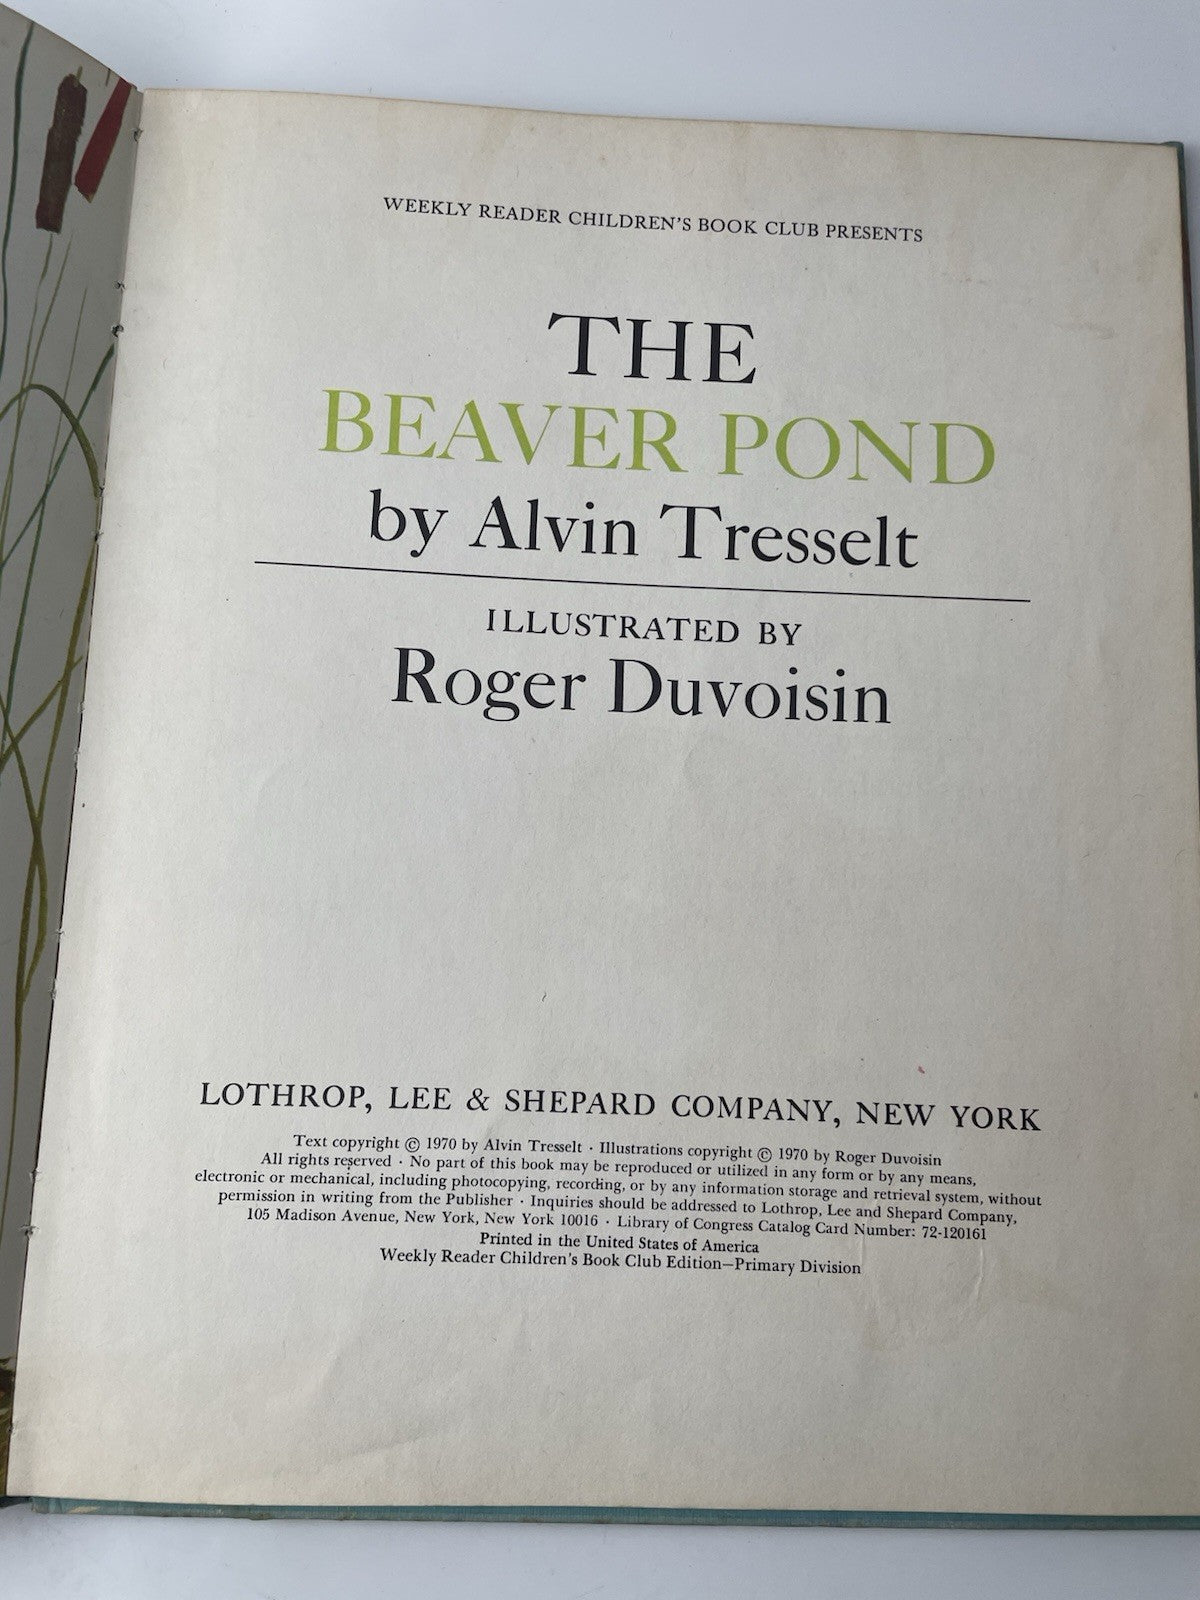 WEEKLY READER CHILDREN'S BOOK CLUB PRESENTS
THE
BEAVER POND
by Alvin Tresselt
ILLUSTRATED BY
Roger Duvoisin
LOTHROP, LEE & SHEPARD COMPANY, NEW YORK
Text copyright © 1970 by Alvin Tresselt · Illustrations copyright © 1970 by Roger Duvoisin
All rights reserved · No part of this book may be reproduced or utilized in any form or by any means,
electronic or mechanical, including photocopying, recording, or by any information storage and retrieval system, without
permission in writing from the Publisher · Inquiries should be addressed to Lothrop, Lee and Shepard Company,
105 Madison Avenue, New York, New York 10016 · Library of Congress Catalog Card Number: 72-120161
Printed in the United States of America
Weekly Reader Children's Book Club Edition—Primary Division